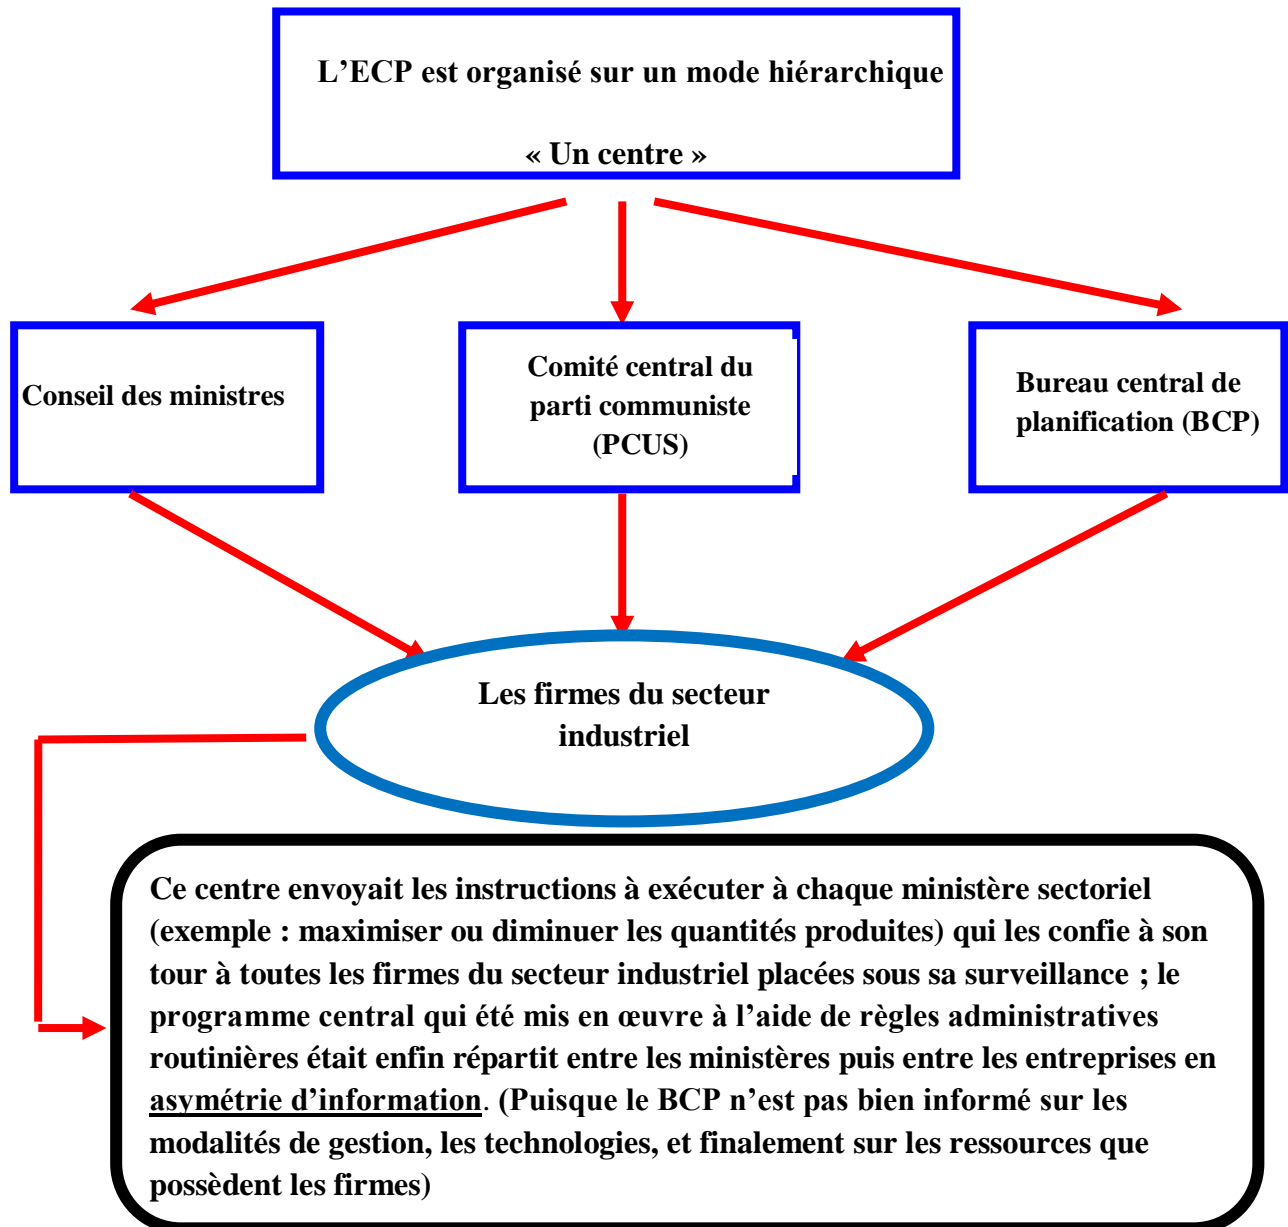 L’ECP est organisé sur un mode hiérarchique
« Un centre »
Conseil des ministres
Comité central du
parti communiste
(PCUS)
Bureau central de
planification (BCP)
Les firmes du secteur
industriel
Ce centre envoyait les instructions à exécuter à chaque ministère sectoriel
(exemple : maximiser ou diminuer les quantités produites) qui les confie à son
tour à toutes les firmes du secteur industriel placées sous sa surveillance ; le
programme central qui été mis en œuvre à l’aide de règles administratives
routinières était enfin répartit entre les ministères puis entre les entreprises en
asymétrie d’information. (Puisque le BCP n’est pas bien informé sur les
modalités de gestion, les technologies, et finalement sur les ressources que
possèdent les firmes)